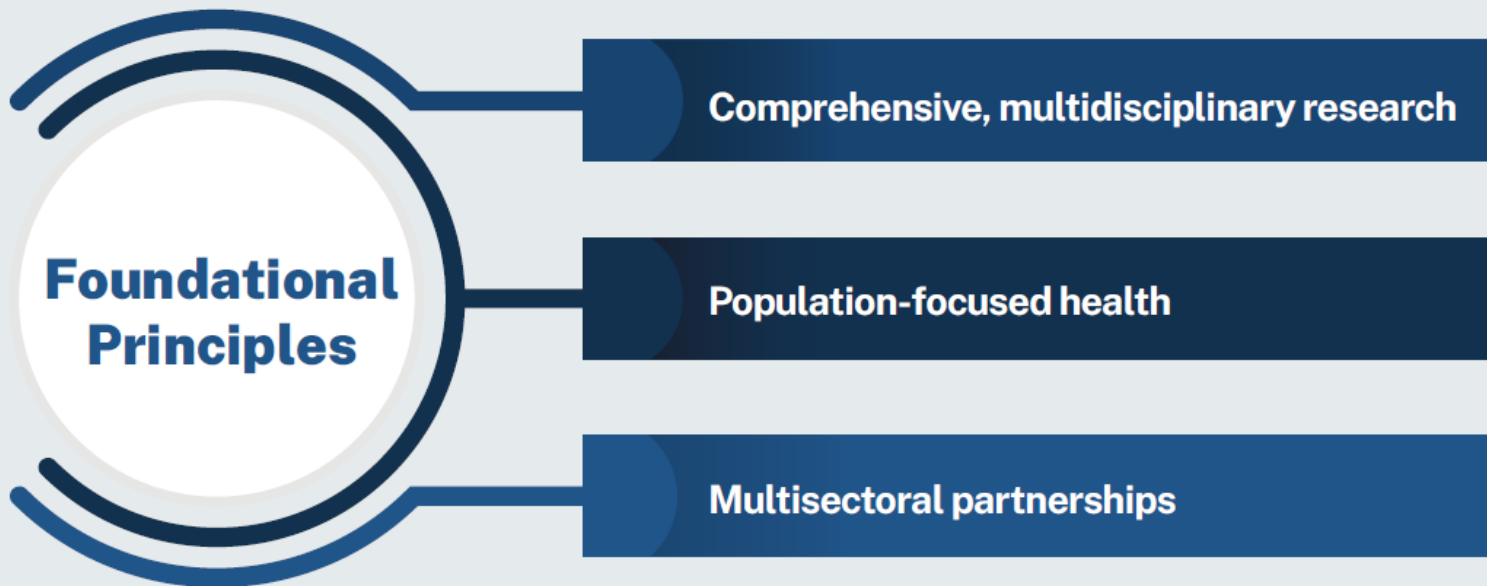 Foundational
Principles
Comprehensive, multidisciplinary research
Population-focused health
Multisectoral partnerships